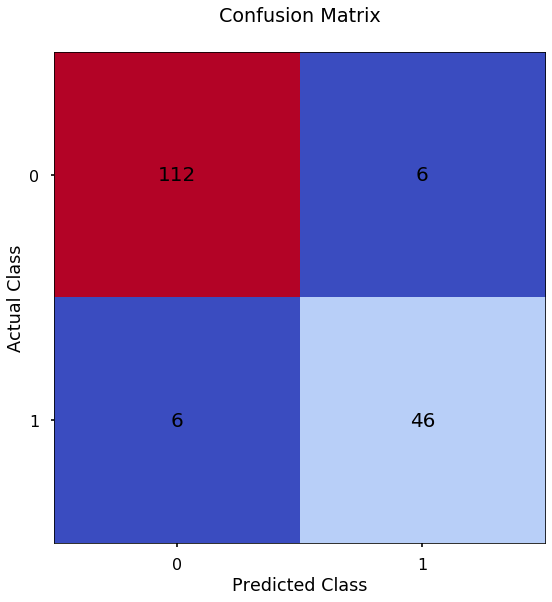 Confusion Matrix
Actual Class
0
112
6
1
6
46
0
1
Predicted Class